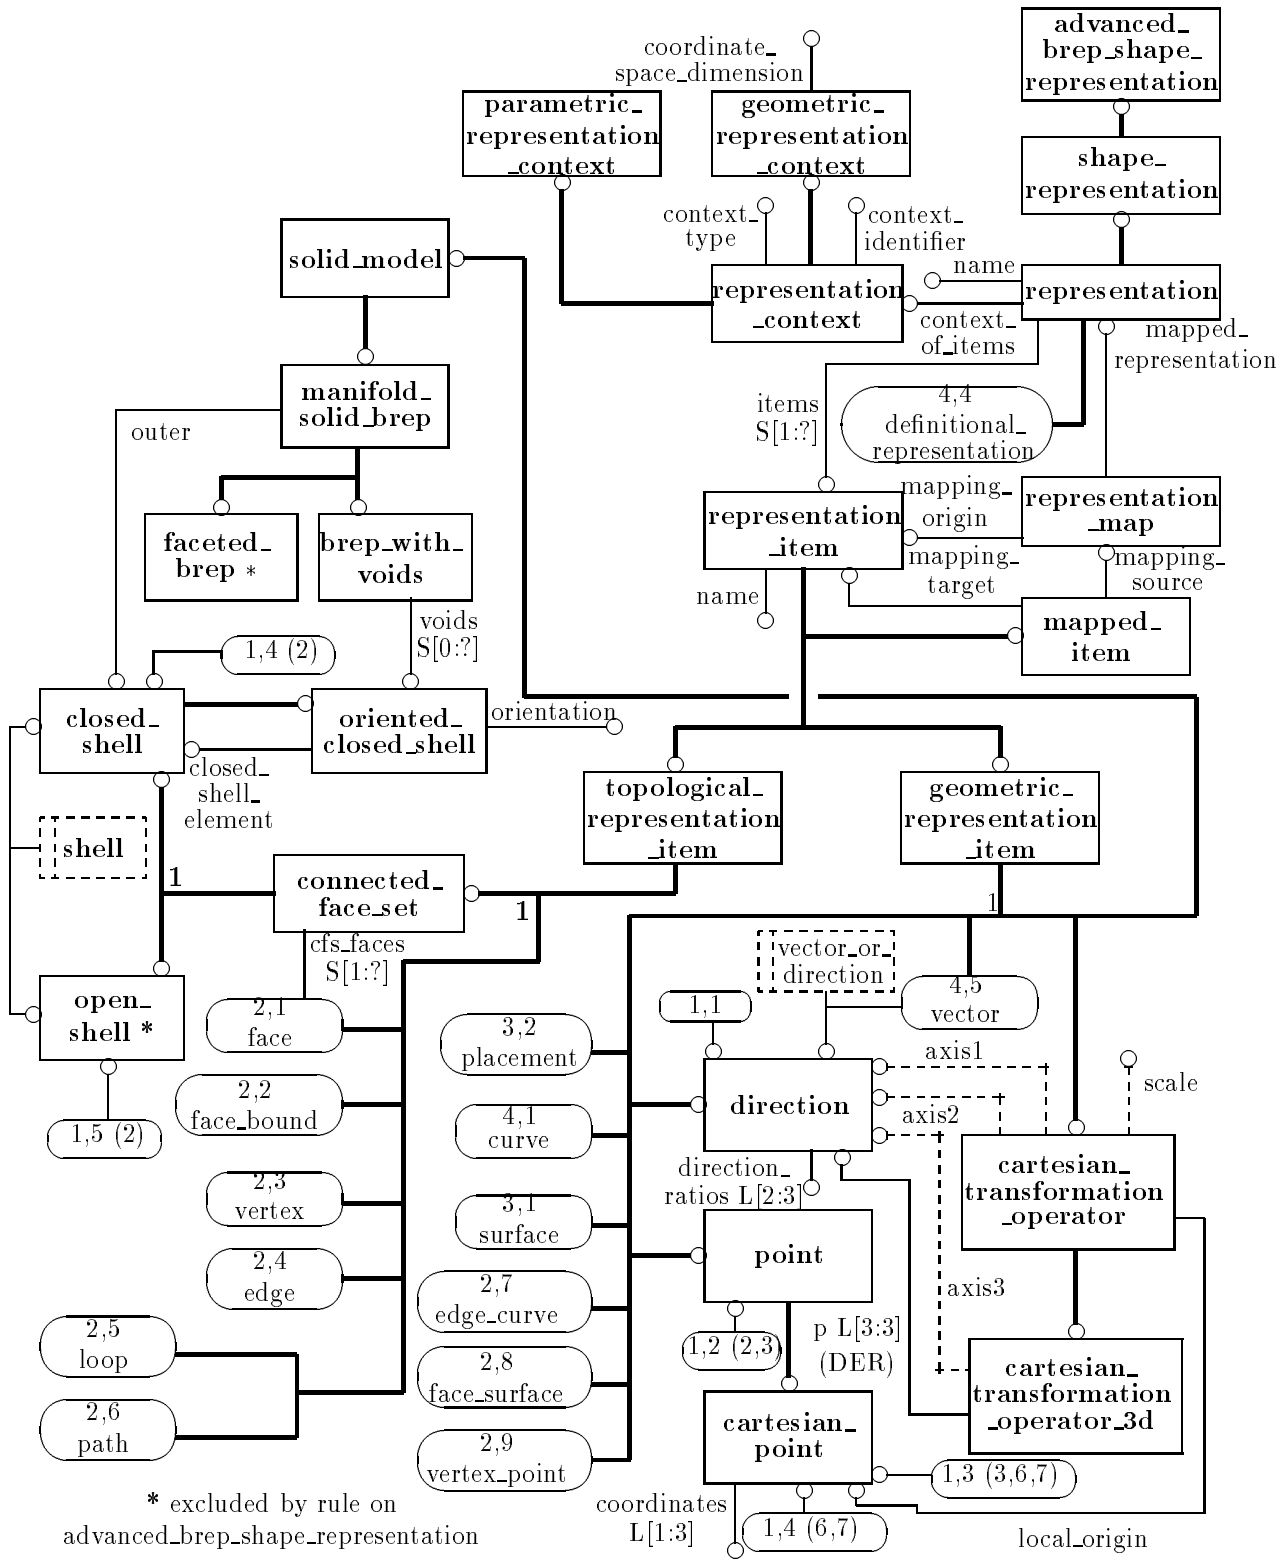 advanced_
brep_shape_
representation
coordinate_
space_dimension
parametric_
representation
_context
geometric_
representation
_context
shape_
representation
context_
type
context_
identifier
solid_model
name
representation
_context
representation
context_
of_items
mapped_
representation
manifold_
solid_brep
outer
items
S[1:?]
4,4
definitional_
representation
faceted_
brep *
brep_with_
voids
representation
_item
mapping_
origin
representation
_map
mapping_
target
mapping_
source
name
mapped_
item
voids
S[0:?]
1,4 (2)
closed_
shell
oriented_
closed_shell
orientation
closed_
shell_
element
topological_
representation
_item
geometric_
representation
_item
shell
1
connected_
face_set
1
1
cfs_faces
S[1:?]
vector_or_
direction
open_
shell *
2,1
face
1,1
4,5
vector
3,2
placement
axis1
scale
2,2
face_bound
direction
axis2
1,5 (2)
4,1
curve
direction_
ratios L[2:3]
cartesian_
transformation
_operator
2,3
vertex
3,1
surface
point
2,4
edge
2,7
edge_curve
axis3
2,5
loop
1,2 (2,3)
p L[3:3]
(DER)
2,8
face_surface
cartesian_
transformation
_operator_3d
2,6
path
cartesian_
point
2,9
vertex_point
1,3 (3,6,7)
* excluded by rule on
advanced_brep_shape_representation
coordinates
L[1:3]
1,4 (6,7)
local_origin